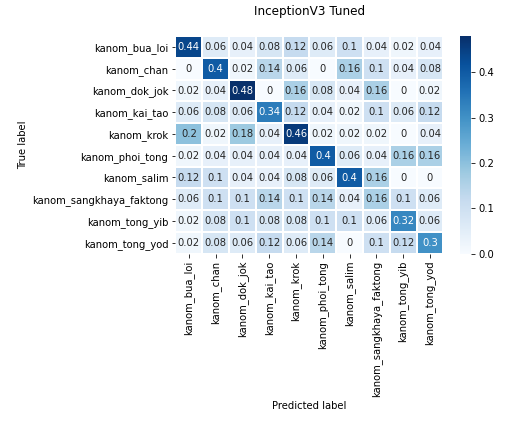 InceptionV3 Tuned
kanom_bua_loi 0.44 0.06 0.04 0.08 0.12 0.06 0.1 0.04 0.02 0.04
kanom_chan 0 0.4 0.02 0.14 0.06 0 0.16 0.1 0.04 0.08
kanom_dok_jok 0.02 0.04 0.48 0 0.16 0.08 0.04 0.16 0 0.02
kanom_kai_tao 0.06 0.08 0.06 0.34 0.12 0.04 0.02 0.1 0.06 0.12
kanom_krok 0.2 0.02 0.18 0.04 0.46 0.02 0.02 0.02 0 0.04
kanom_phoi_tong 0.02 0.04 0.04 0.04 0.04 0.4 0.06 0.04 0.16 0.16
kanom_salim 0.12 0.1 0.04 0.04 0.08 0.06 0.4 0.16 0 0
kanom_sangkhaya_faktong 0.06 0.1 0.1 0.14 0.1 0.14 0.04 0.16 0.1 0.06
kanom_tong_yib 0.02 0.08 0.1 0.08 0.08 0.1 0.1 0.06 0.32 0.06
kanom_tong_yod 0.02 0.08 0.06 0.12 0.06 0.14 0 0.1 0.12 0.3
True label
kanom_bua_loi
kanom_chan
kanom_dok_jok
kanom_kai_tao
kanom_krok
kanom_phoi_tong
kanom_salim
kanom_sangkhaya_faktong
kanom_tong_yib
kanom_tong_yod
Predicted label
0.4
0.3
0.2
0.1
0.0